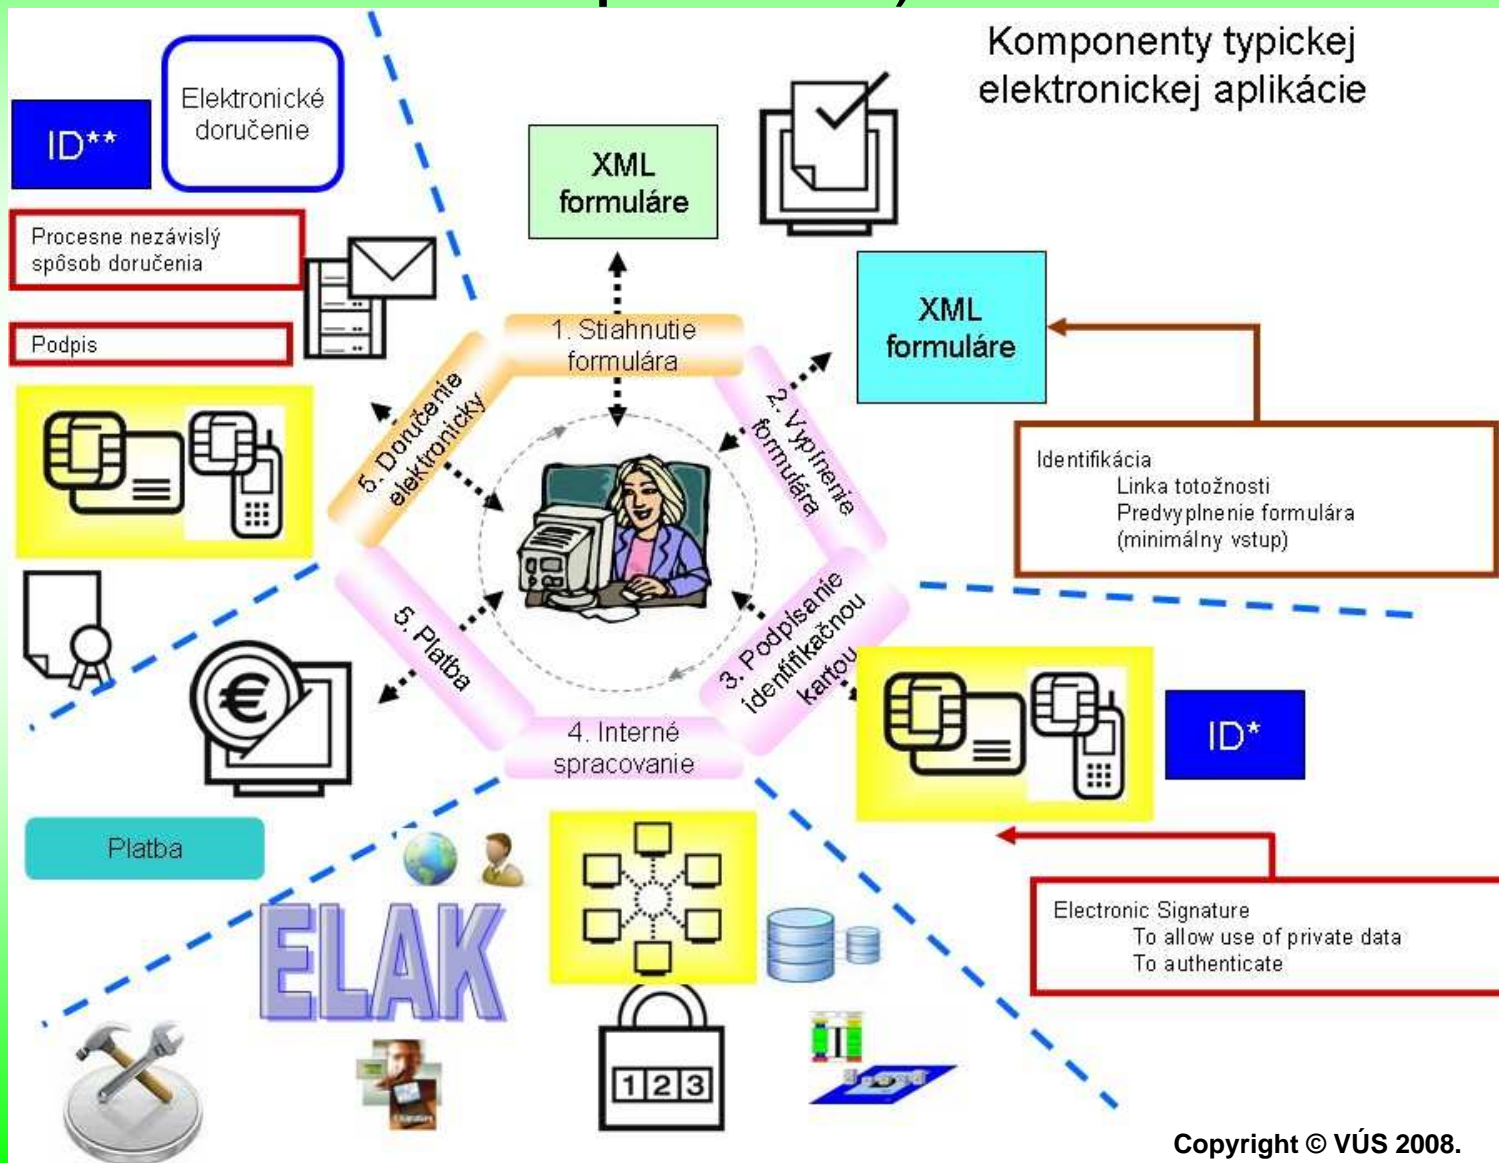 Komponenty typickej
elektronickej aplikácie
Elektronické
doručenie
ID**
Procesne nezávislý
spôsob doručenia
Podpis
XML
formuláre
XML
formuláre
1. Stiahnutie
formulára
2. Vyplnenie
formulára
3. Podpísanie
identifikačnou
kartou
4. Interné
spracovanie
5. Platba
5. Doručenie
elektronicky
Identifikácia
Linka totožnosti
Predvyplnenie formulára
(minimálny vstup)
ID*
Electronic Signature
To allow use of private data
To authenticate
€
Platba
ELAK
1 2 3
Copyright © VÚS 2008.